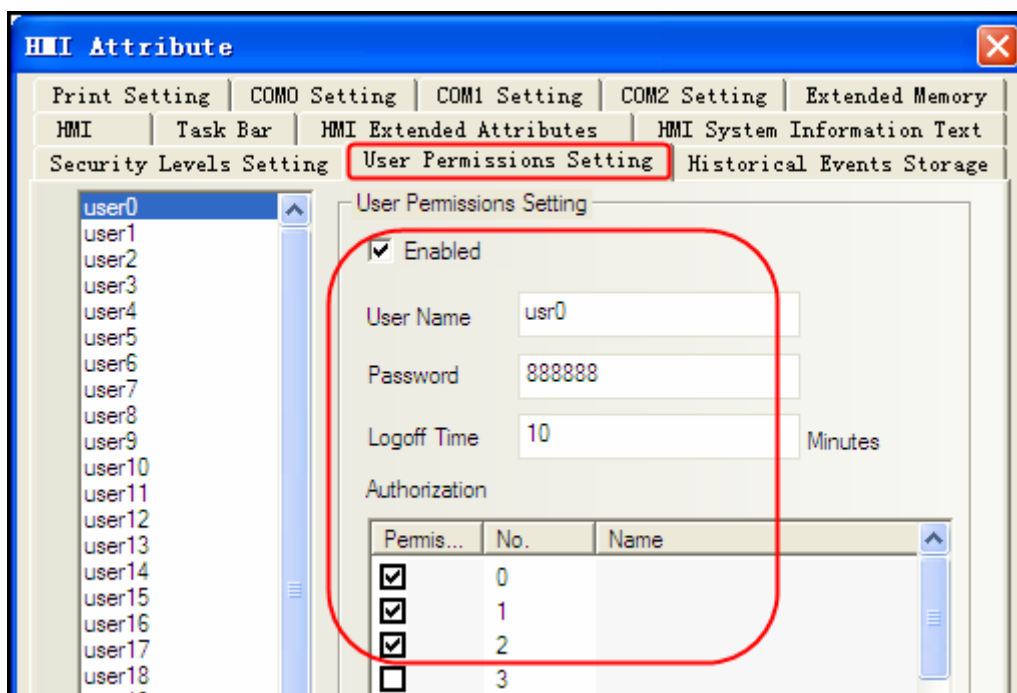 HMI Attribute
Print Setting COM0 Setting COM1 Setting COM2 Setting Extended Memory
HMI Task Bar HMI Extended Attributes HMI System Information Text
Security Levels Setting User Permissions Setting Historical Events Storage
user0
user1
user2
user3
user4
user5
user6
user7
user8
user9
user10
user11
user12
user13
user14
user15
user16
user17
user18
User Permissions Setting
Enabled
User Name usr0
Password 888888
Logoff Time 10 Minutes
Authorization
Permis... No. Name
0
1
2
3